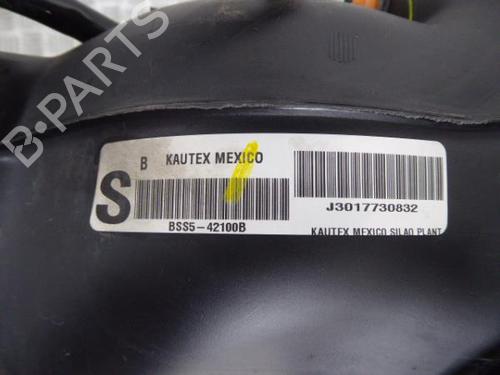 B-PARTS
B KAUTEX MEXICO
S
BSS5-42100B
J3017730832
KAUTEX MEXICO SILAO PLANT